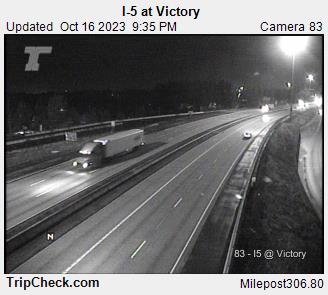 I-5 at Victory
Updated Oct 16 2023 9:35 PM Camera 83
T
N
83 - I5 @ Victory
TripCheck.com Milepost306.80